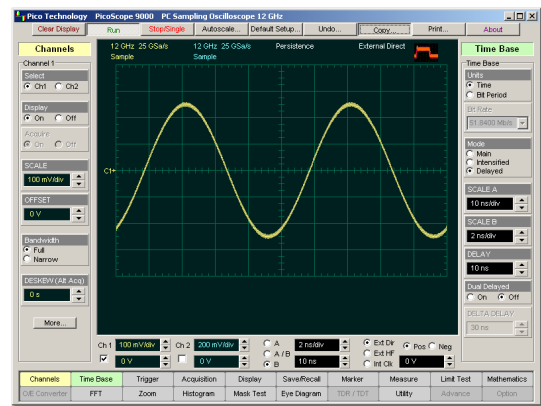 Pico Technology PicoScope 9000 PC Sampling Oscilloscope 12 GHz
Clear Display Run Stop/Single Autoscale... Default Setup... Undo... Copy... Print... About
Channels
Channel 1
Select
Ch1 Ch2
Display
On Off
Acquire
On Off
SCALE
100 mV/div
OFFSET
0 V
Bandwidth
Full
Narrow
DESKEW (Alt Acq)
0 s
More...
12 GHz 25 GSa/s 12 GHz 25 GSa/s Persistence External Direct
Sample Sample
C1+
Time Base
Time Base
Units
Time
Bit Period
Bit Rate
51.8400 Mb/s
Mode
Main
Intensified
Delayed
SCALE A
10 ns/div
SCALE B
2 ns/div
DELAY
10 ns
Dual Delayed
On Off
DELTA DELAY
30 ns
Ch 1 100 mV/div Ch 2 200 mV/div A 2 ns/div Ext Dir Pos Neg
A / B Ext HF
0 V 0 V B 10 ns Int Clk 0 V
Channels Time Base Trigger Acquisition Display Save/Recall Marker Measure Limit Test Mathematics
O/E Converter FFT Zoom Histogram Mask Test Eye Diagram TDR / TDT Utility Advance Option